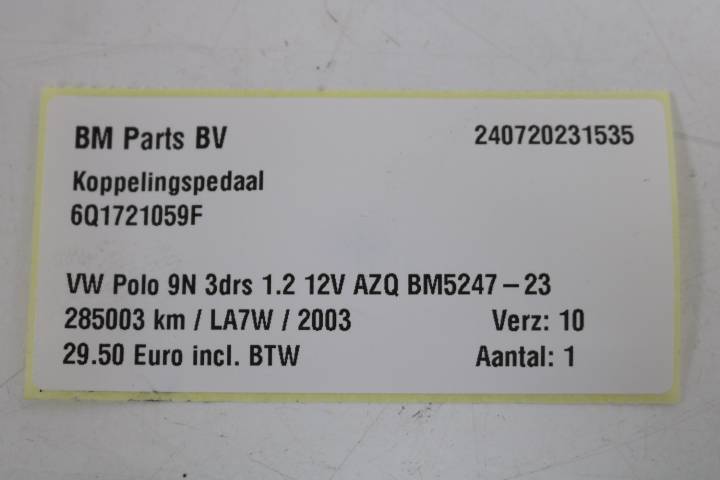 BM Parts BV 240720231535
Koppelingspedaal
6Q1721059F
VW Polo 9N 3drs 1.2 12V AZQ BM5247 – 23
285003 km / LA7W / 2003 Verz: 10
29.50 Euro incl. BTW Aantal: 1